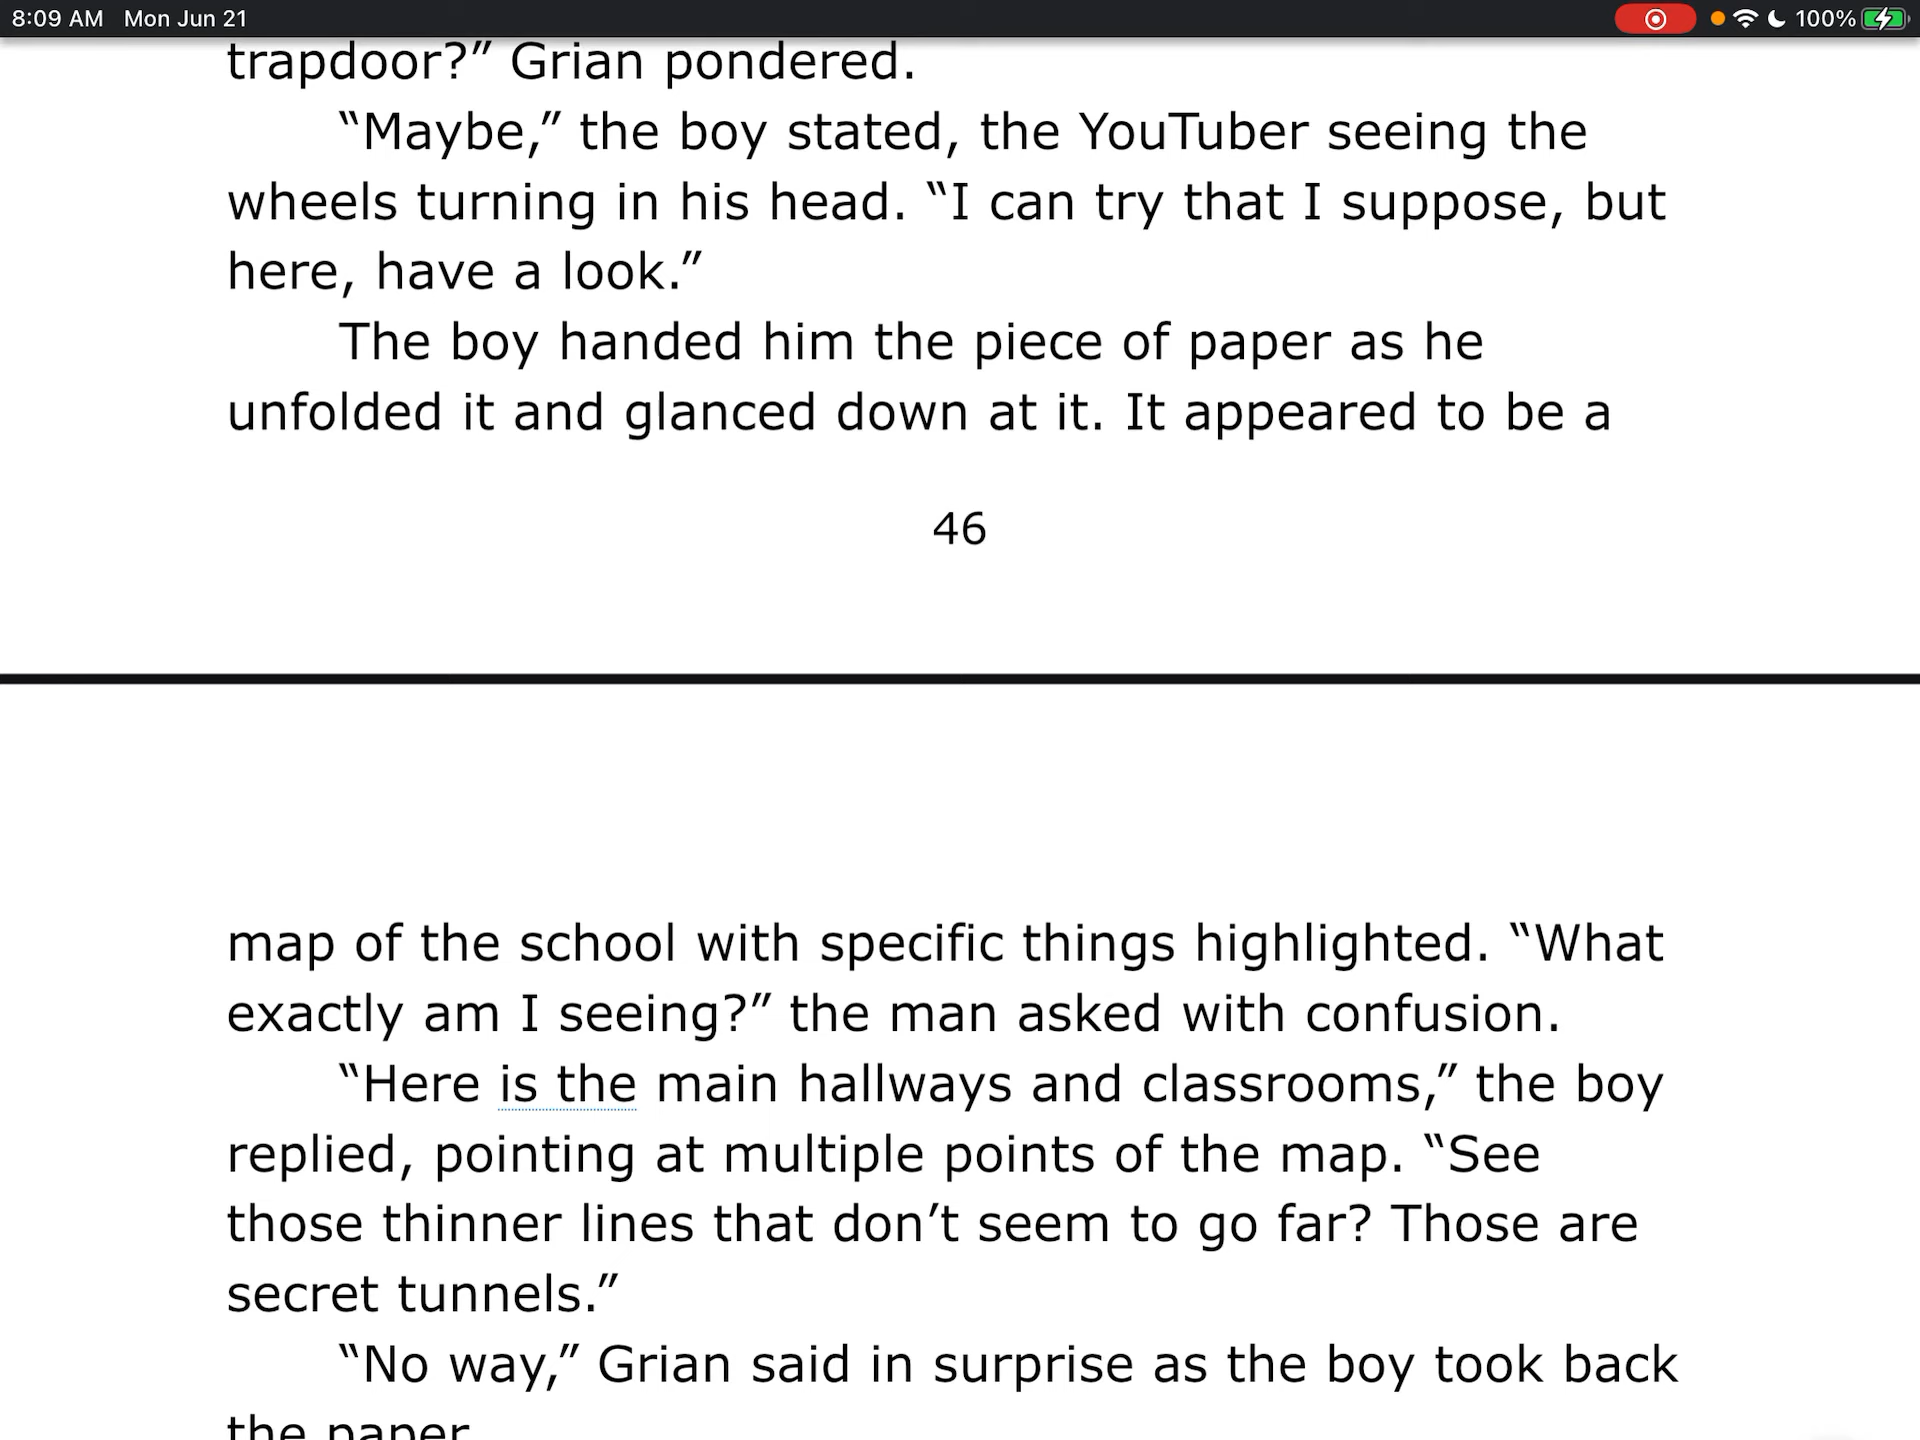 8:09 AM Mon Jun 21 100%
trapdoor?” Grian pondered.
“Maybe,” the boy stated, the YouTuber seeing the
wheels turning in his head. “I can try that I suppose, but
here, have a look.”
The boy handed him the piece of paper as he
unfolded it and glanced down at it. It appeared to be a
46
map of the school with specific things highlighted. “What
exactly am I seeing?” the man asked with confusion.
“Here is the main hallways and classrooms,” the boy
replied, pointing at multiple points of the map. “See
those thinner lines that don’t seem to go far? Those are
secret tunnels.”
“No way,” Grian said in surprise as the boy took back
the paper